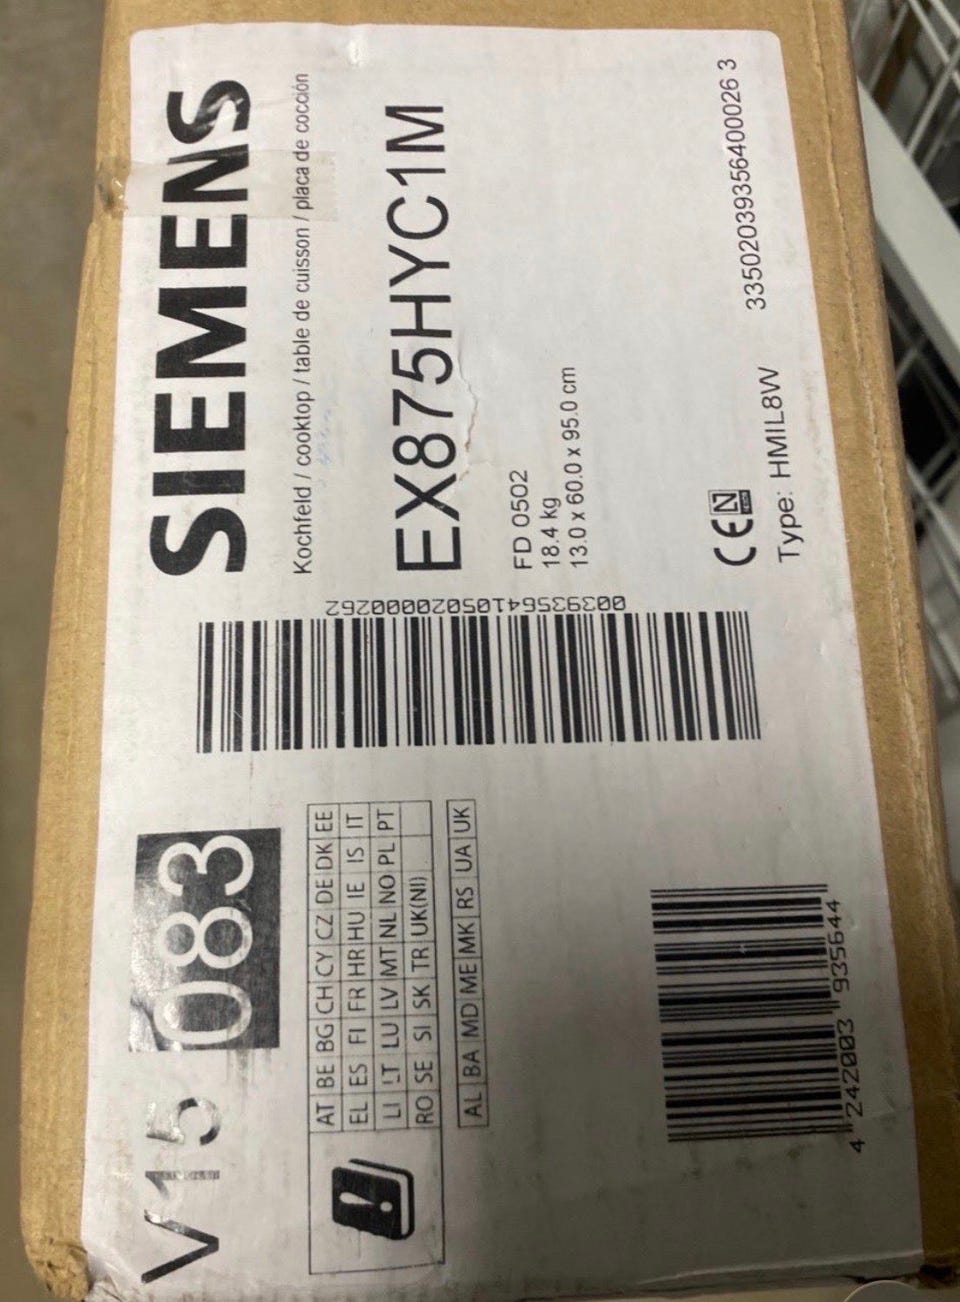 SIEMENS
Kochfeld / cooktop / table de cuisson / placa de cocción
EX875HYC1M
FD 0502
18.4 kg
13.0 x 60.0 x 95.0 cm
CE N
Type: HMIL8W
33502039356400026 3
003935641050200000262
V15 083
AT BE BG CH CY CZ DE DK EE
EL ES FI FR HR HU IE IS IT
LI LT LU LV MT NL NO PL PT
RO SE SI SK TR UK(NI)
AL BA MD ME MK RS UA UK
4 242003 935644